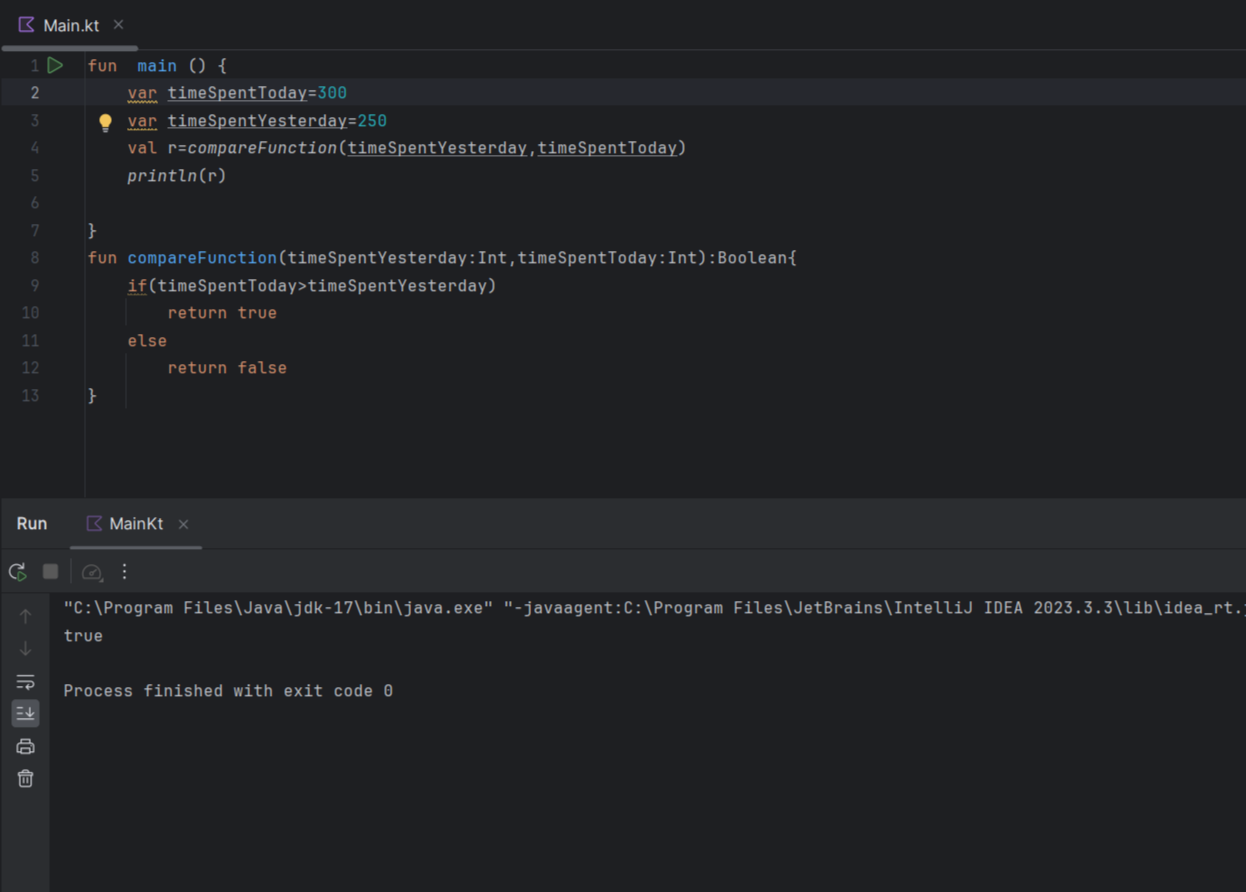 Main.kt
1 fun  main () {
2     var timeSpentToday=300
3     var timeSpentYesterday=250
4     val r=compareFunction(timeSpentYesterday,timeSpentToday)
5     println(r)
6
7 }
8 fun compareFunction(timeSpentYesterday:Int,timeSpentToday:Int):Boolean{
9     if(timeSpentToday>timeSpentYesterday)
10         return true
11     else
12         return false
13 }
Run MainKt
"C:\Program Files\Java\jdk-17\bin\java.exe" "-javaagent:C:\Program Files\JetBrains\IntelliJ IDEA 2023.3.3\lib\idea_rt.
true
Process finished with exit code 0